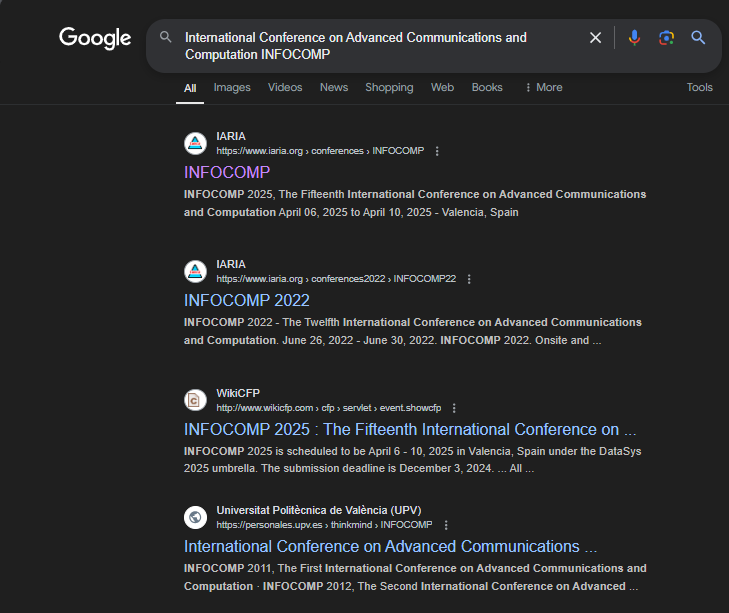 Google
International Conference on Advanced Communications and
Computation INFOCOMP
All Images Videos News Shopping Web Books More Tools
IARIA
https://www.iaria.org › conferences › INFOCOMP
INFOCOMP
INFOCOMP 2025, The Fifteenth International Conference on Advanced Communications
and Computation April 06, 2025 to April 10, 2025 - Valencia, Spain
IARIA
https://www.iaria.org › conferences2022 › INFOCOMP22
INFOCOMP 2022
INFOCOMP 2022 - The Twelfth International Conference on Advanced Communications
and Computation. June 26, 2022 - June 30, 2022. INFOCOMP 2022. Onsite and ...
WikiCFP
http://www.wikicfp.com › cfp › servlet › event.showcfp
INFOCOMP 2025 : The Fifteenth International Conference on ...
INFOCOMP 2025 is scheduled to be April 6 - 10, 2025 in Valencia, Spain under the DataSys
2025 umbrella. The submission deadline is December 3, 2024. ... All ...
Universitat Politècnica de València (UPV)
https://personales.upv.es › thinkmind › INFOCOMP
International Conference on Advanced Communications ...
INFOCOMP 2011, The First International Conference on Advanced Communications and
Computation · INFOCOMP 2012, The Second International Conference on Advanced ...